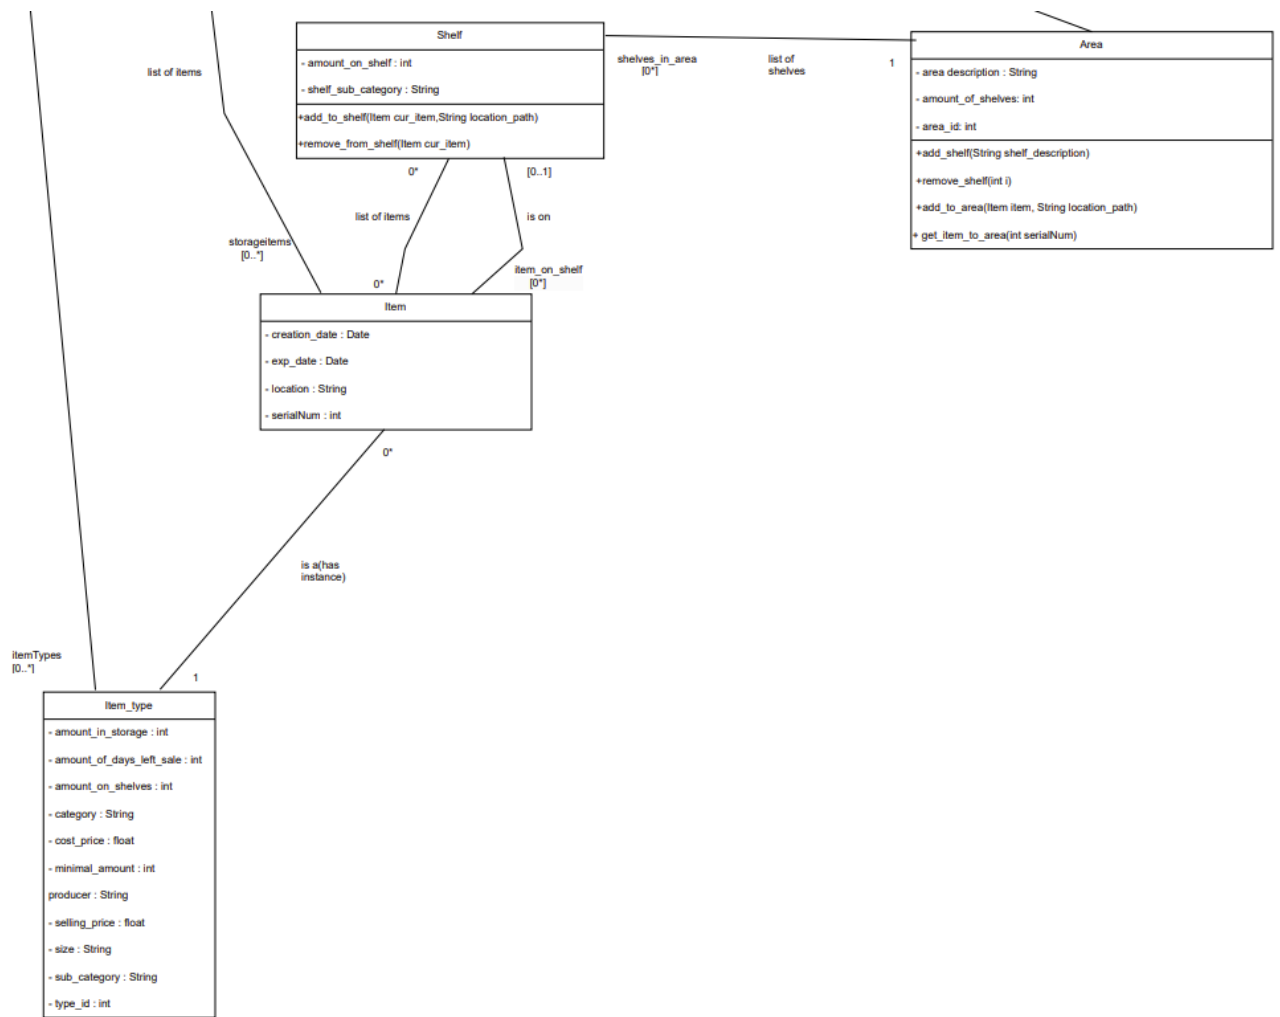 Shelf
- amount_on_shelf : int
- shelf_sub_category : String
+add_to_shelf(Item cur_item,String location_path)
+remove_from_shelf(Item cur_item)
shelves_in_area
[0*]
list of
shelves
1
Area
- area description : String
- amount_of_shelves: int
- area_id: int
+add_shelf(String shelf_description)
+remove_shelf(int i)
+add_to_area(Item item, String location_path)
+ get_item_to_area(int serialNum)
list of items
storageitems
[0..*]
0*
list of items
0*
[0..1]
is on
item_on_shelf
[0*]
Item
- creation_date : Date
- exp_date : Date
- location : String
- serialNum : int
0*
is a(has
instance)
1
itemTypes
[0..*]
Item_type
- amount_in_storage : int
- amount_of_days_left_sale : int
- amount_on_shelves : int
- category : String
- cost_price : float
- minimal_amount : int
producer : String
- selling_price : float
- size : String
- sub_category : String
- type_id : int